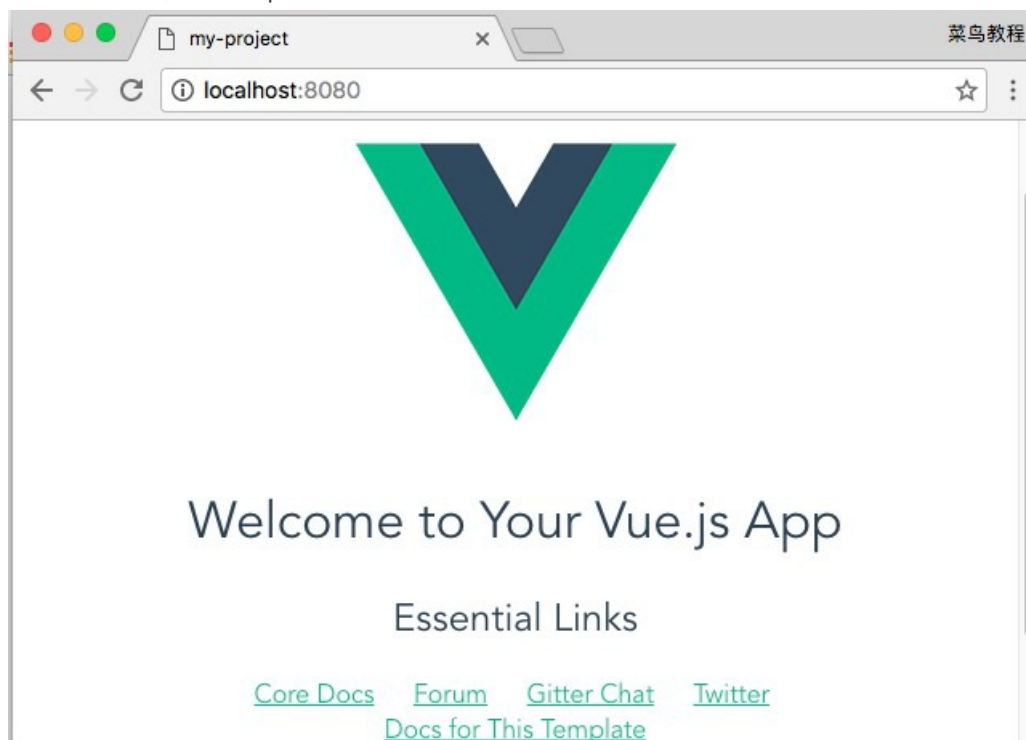 my-project
菜鸟教程
localhost:8080
Welcome to Your Vue.js App
Essential Links
Core Docs Forum Gitter Chat Twitter
Docs for This Template